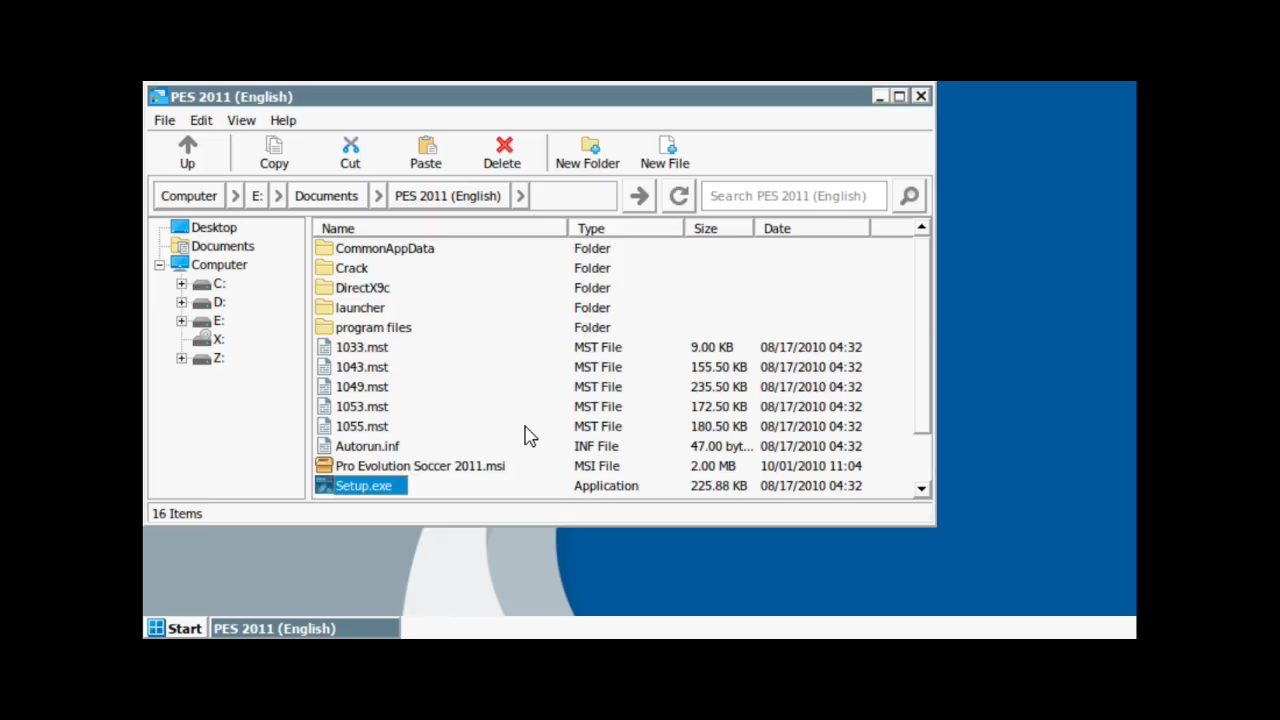 PES 2011 (English)
File Edit View Help
Up Copy Cut Paste Delete New Folder New File
Computer E: Documents PES 2011 (English) Search PES 2011 (English)
Desktop
Documents
Computer
C:
D:
E:
X:
Z:
Name Type Size Date
CommonAppData Folder
Crack Folder
DirectX9c Folder
launcher Folder
program files Folder
1033.mst MST File 9.00 KB 08/17/2010 04:32
1043.mst MST File 155.50 KB 08/17/2010 04:32
1049.mst MST File 235.50 KB 08/17/2010 04:32
1053.mst MST File 172.50 KB 08/17/2010 04:32
1055.mst MST File 180.50 KB 08/17/2010 04:32
Autorun.inf INF File 47.00 byt... 08/17/2010 04:32
Pro Evolution Soccer 2011.msi MSI File 2.00 MB 10/01/2010 11:04
Setup.exe Application 225.88 KB 08/17/2010 04:32
16 Items
Start PES 2011 (English)